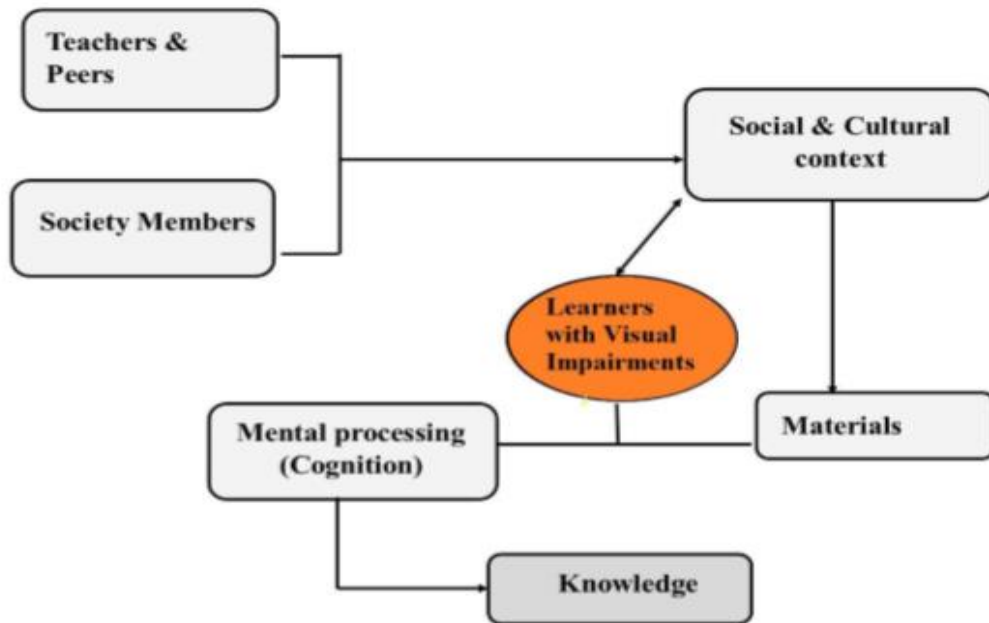 Teachers &
Peers
Social & Cultural
context
Society Members
Learners
with Visual
Impairments
Mental processing
(Cognition)
Materials
Knowledge